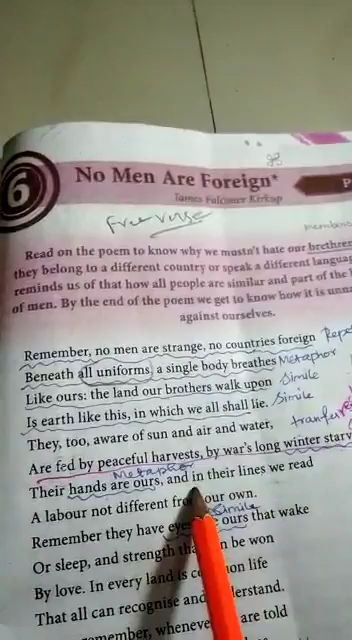 6
No Men Are Foreign*
P
James Falconer Kirkup
Free verse
Read on the poem to know why we mustn't hate our brethren
they belong to a different country or speak a different
reminds us of that how all people are similar and part of the
of men. By the end of the poem we get to know how it is
against ourselves.
Remember, no men are strange, no countries foreign
Beneath all uniforms, a single body breathes Metaphor
Like ours: the land our brothers walk upon Simile
Is earth like this, in which we all shall lie. Simile
They, too, aware of sun and air and water,
Are fed by peaceful harvests, by war's long winter starv
Metaphor
Their hands are ours, and in their lines we read
A labour not different from our own.
Simile
Remember they have eyes ours that wake
Or sleep, and strength be won
By love. In every land is life
That all can recognise and
are told